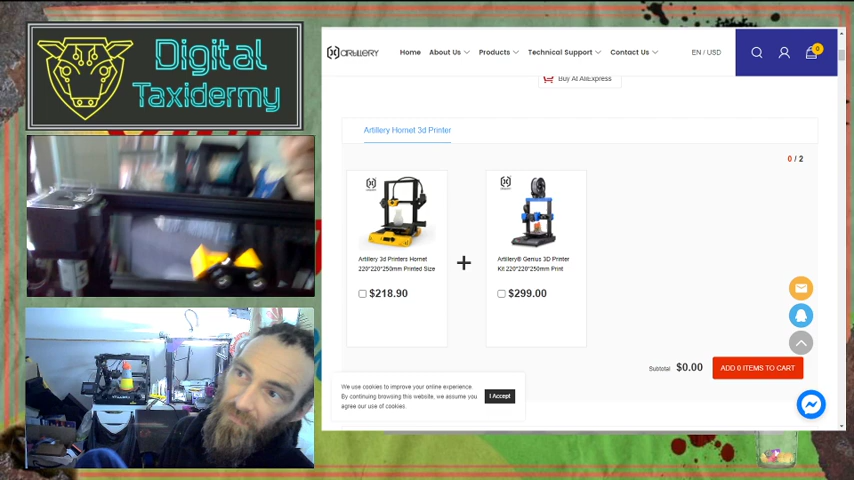 Digital
Taxidermy
ARTILLERY
Home About Us Products Technical Support Contact Us EN / USD 0
Buy At AliExpress
Artillery Hornet 3d Printer
0 / 2
Artillery 3d Printers Hornet
220*220*250mm Printed Size
$218.90
+
Artillery® Genius 3D Printer
Kit 220*220*250mm Print
$299.00
Subtotal $0.00 ADD 0 ITEMS TO CART
We use cookies to improve your online experience.
By continuing browsing this website, we assume you
agree our use of cookies.
I Accept